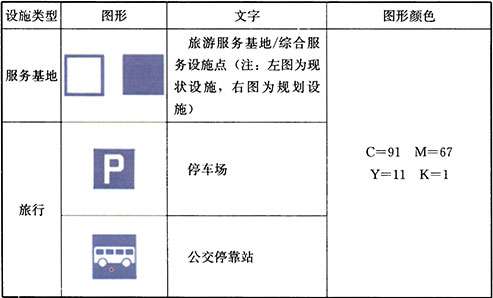 设施类型 图形 文字 图形颜色
服务基地
旅游服务基地/综合服
务设施点（注：左图为现
状设施，右图为规划设
施）
旅行
P
停车场
公交停靠站
C=91 M=67
Y=11 K=1